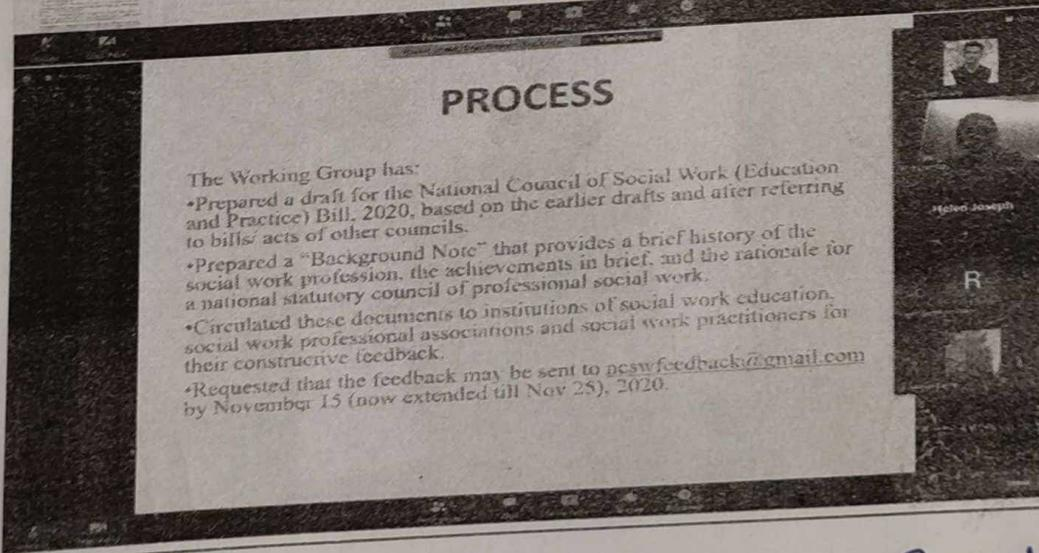 PROCESS
The Working Group has:
•Prepared a draft for the National Council of Social Work (Education
and Practice) Bill, 2020, based on the earlier drafts and after referring
to bills/ acts of other councils.
•Prepared a "Background Note" that provides a brief history of the
social work profession, the achievements in brief, and the rationale for
a national statutory council of professional social work.
•Circulated these documents to institutions of social work education,
social work professional associations and social work practitioners for
their constructive feedback.
•Requested that the feedback may be sent to ncswfeedback@gmail.com
by November 15 (now extended till Nov 25), 2020.
Helen Joseph
R